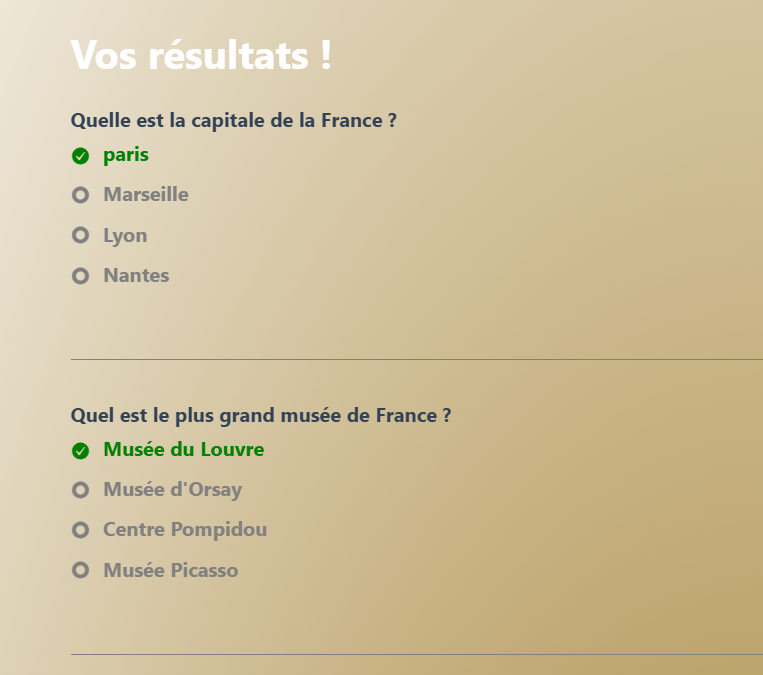 Vos résultats !
Quelle est la capitale de la France ?
paris
Marseille
Lyon
Nantes
Quel est le plus grand musée de France ?
Musée du Louvre
Musée d'Orsay
Centre Pompidou
Musée Picasso